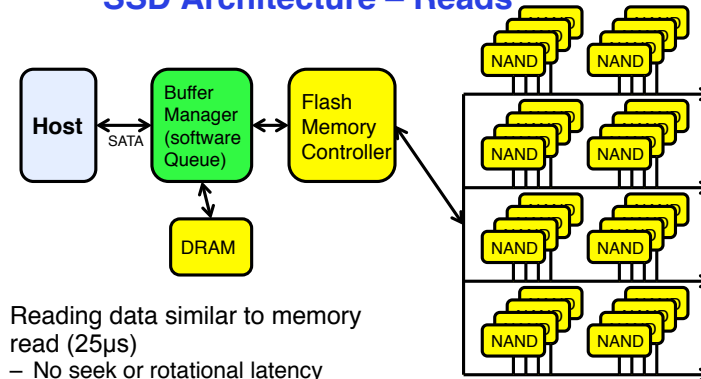 SSD Architecture – Reads
Host
SATA
Buffer
Manager
(software
Queue)
Flash
Memory
Controller
DRAM
NAND
NAND
NAND
NAND
NAND
NAND
NAND
NAND
Reading data similar to memory
read (25µs)
– No seek or rotational latency